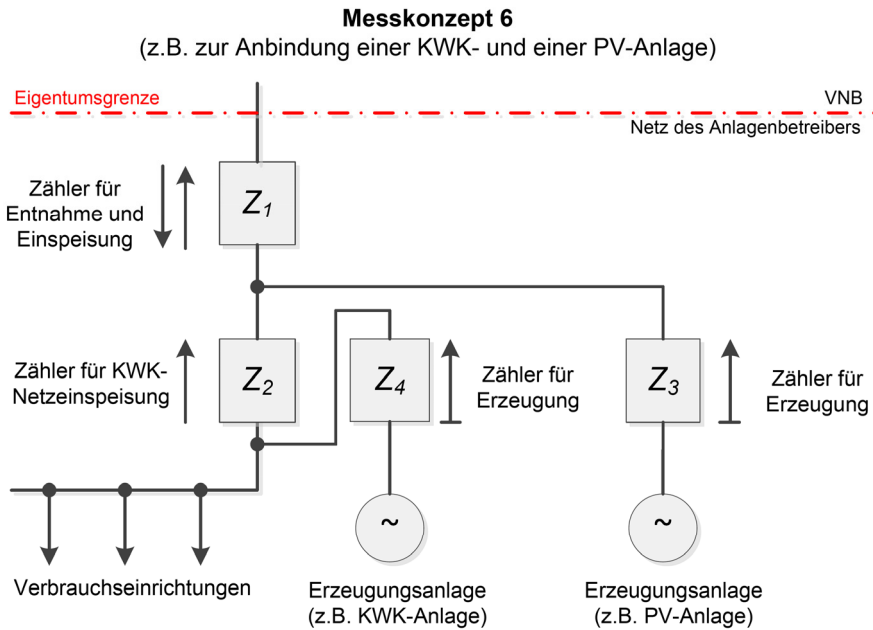 Messkonzept 6
(z.B. zur Anbindung einer KWK- und einer PV-Anlage)
Eigentumsgrenze
VNB
Netz des Anlagenbetreibers
Zähler für
Entnahme und
Einspeisung
Z1
Zähler für KWK-
Netzeinspeisung
Z2
Z4
Zähler für
Erzeugung
Z3
Zähler für
Erzeugung
~
~
Verbrauchseinrichtungen
Erzeugungsanlage
(z.B. KWK-Anlage)
Erzeugungsanlage
(z.B. PV-Anlage)